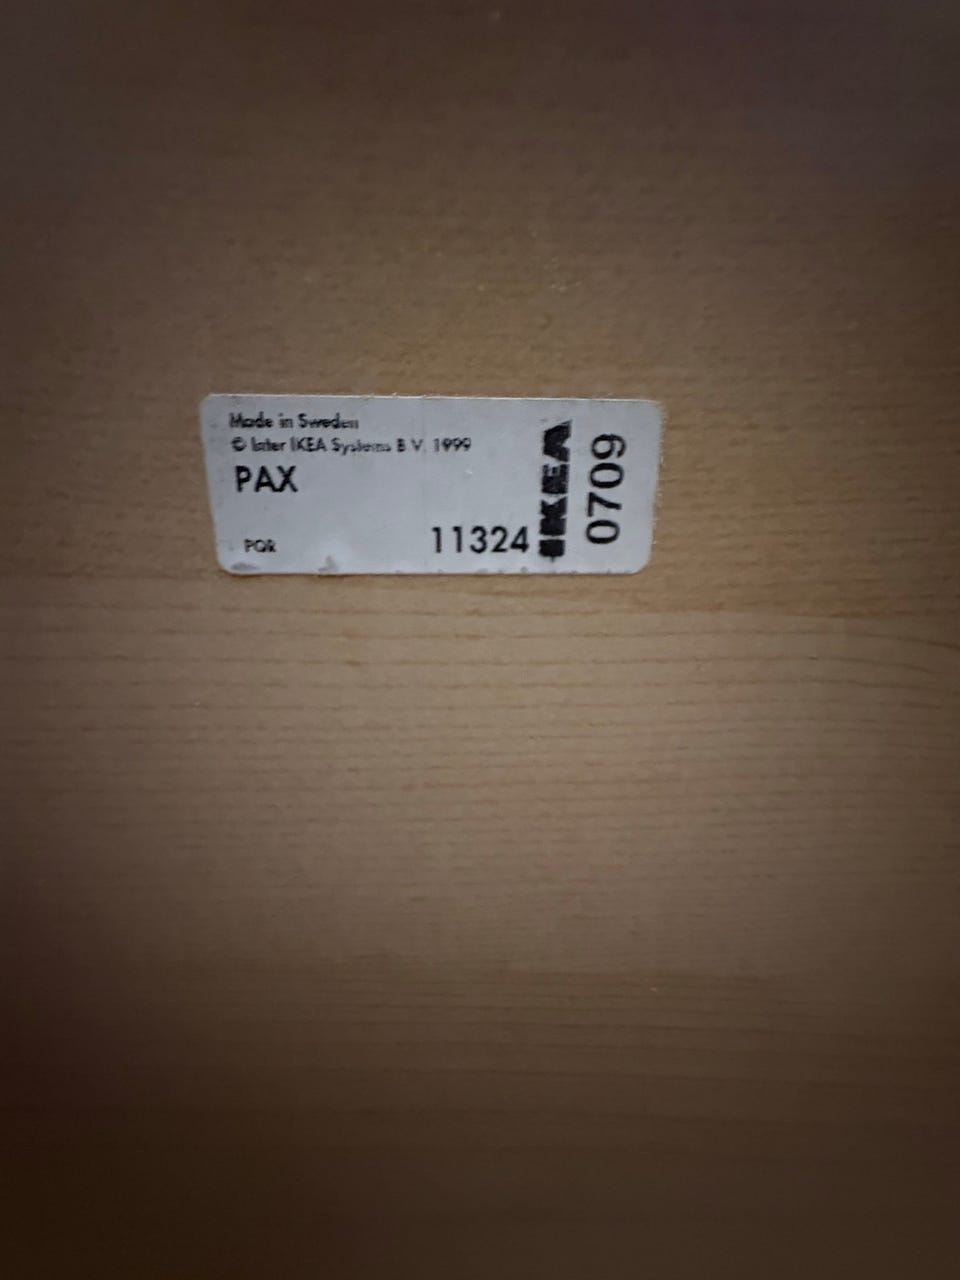 Made in Sweden
© Inter IKEA Systems B.V. 1999
PAX
PQR
11324
IKEA
0709